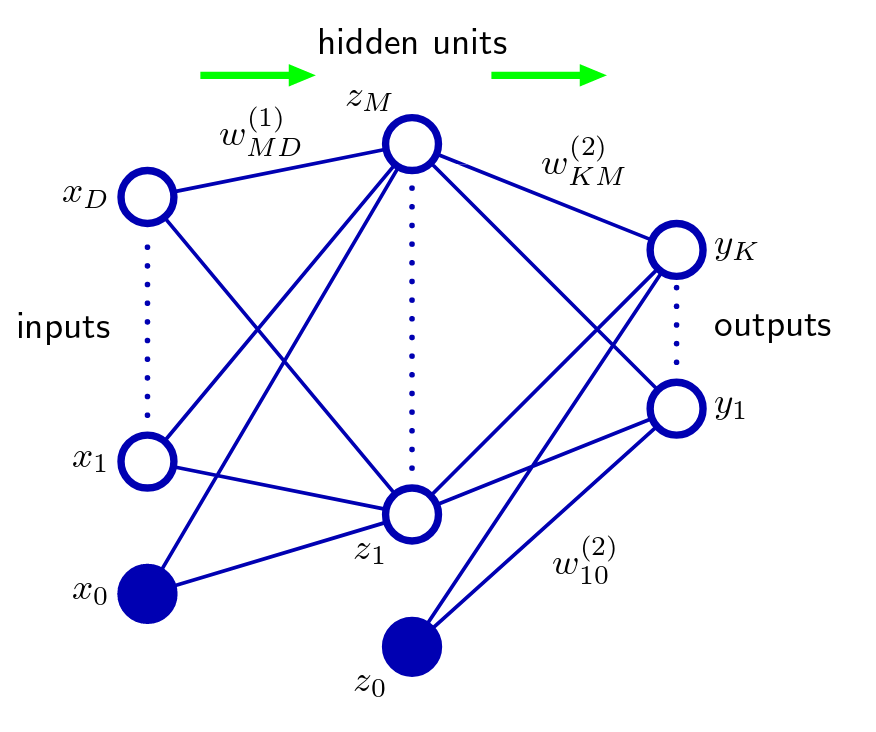 hidden units
z_M
w_{MD}^{(1)}
w_{KM}^{(2)}
x_D
y_K
inputs
outputs
y_1
x_1
z_1
w_{10}^{(2)}
x_0
z_0